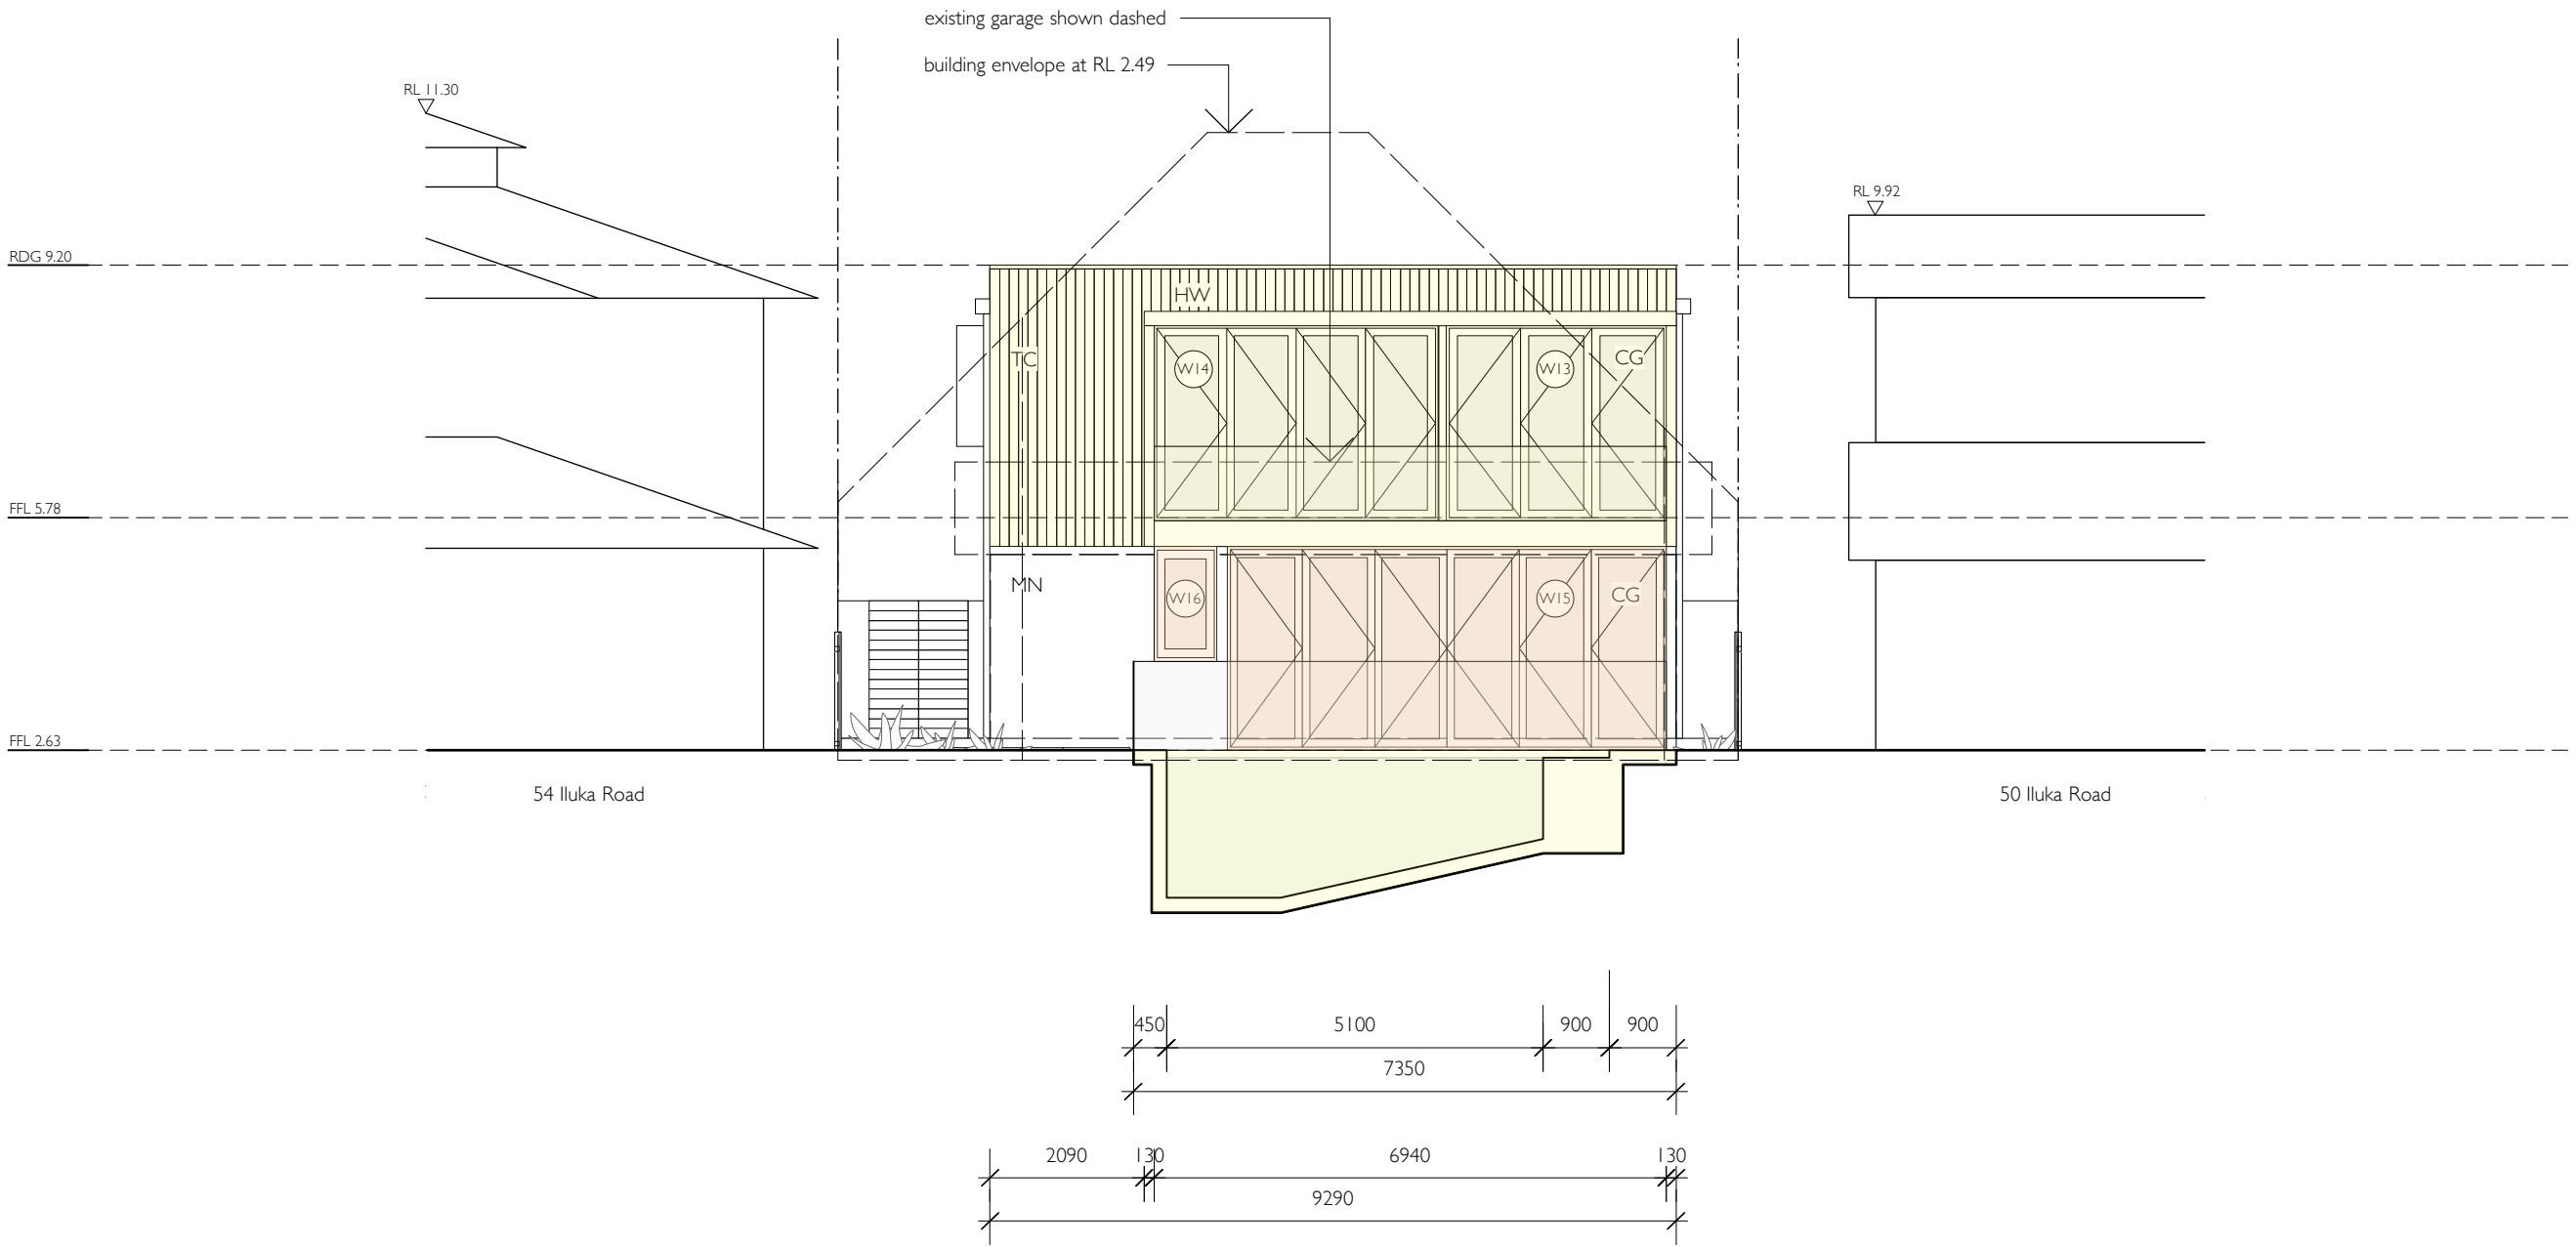 existing garage shown dashed
building envelope at RL 2.49
RL 11.30
RL 9.92
RDG 9.20
HW
TC
W14
W13
CG
FFL 5.78
MN
W16
W15
CG
FFL 2.63
54 Iluka Road
50 Iluka Road
450
5100
900
900
7350
2090
130
6940
130
9290